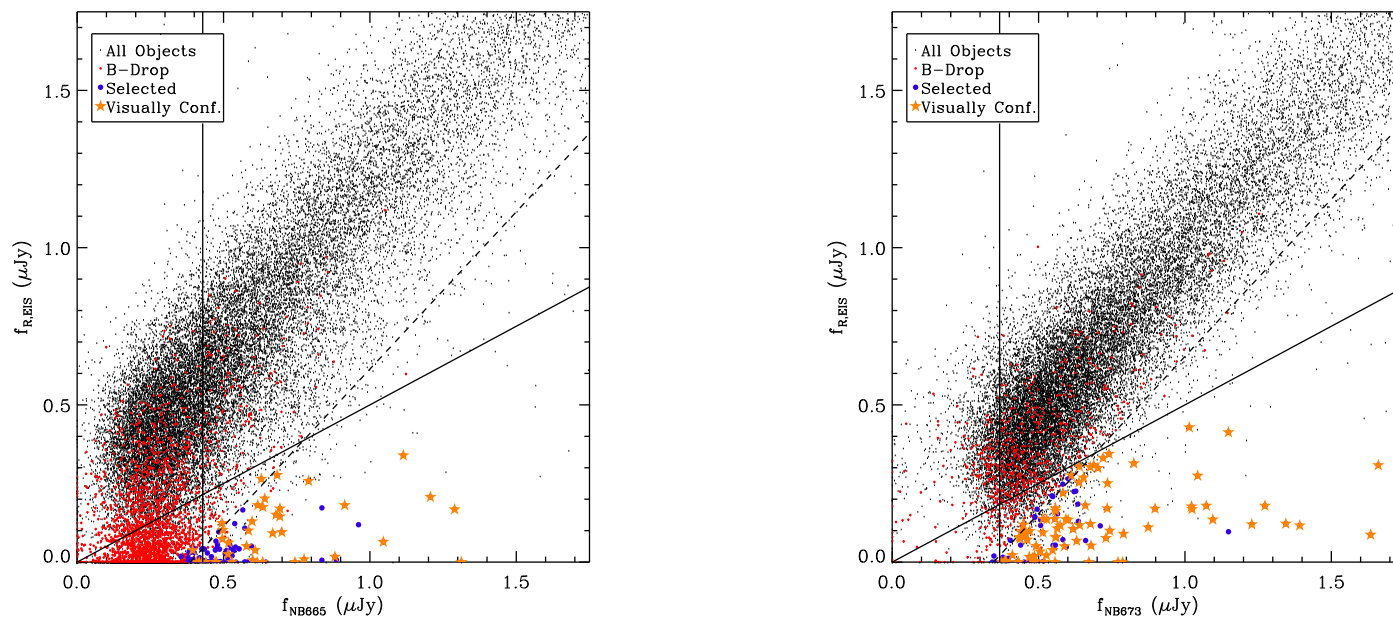 All Objects
B-Drop
Selected
Visually Conf.
1.5
1.0
0.5
0.0
f_R,EIS (μJy)
0.0 0.5 1.0 1.5
f_NB665 (μJy)
All Objects
B-Drop
Selected
Visually Conf.
1.5
1.0
0.5
0.0
f_R,EIS (μJy)
0.0 0.5 1.0 1.5
f_NB673 (μJy)